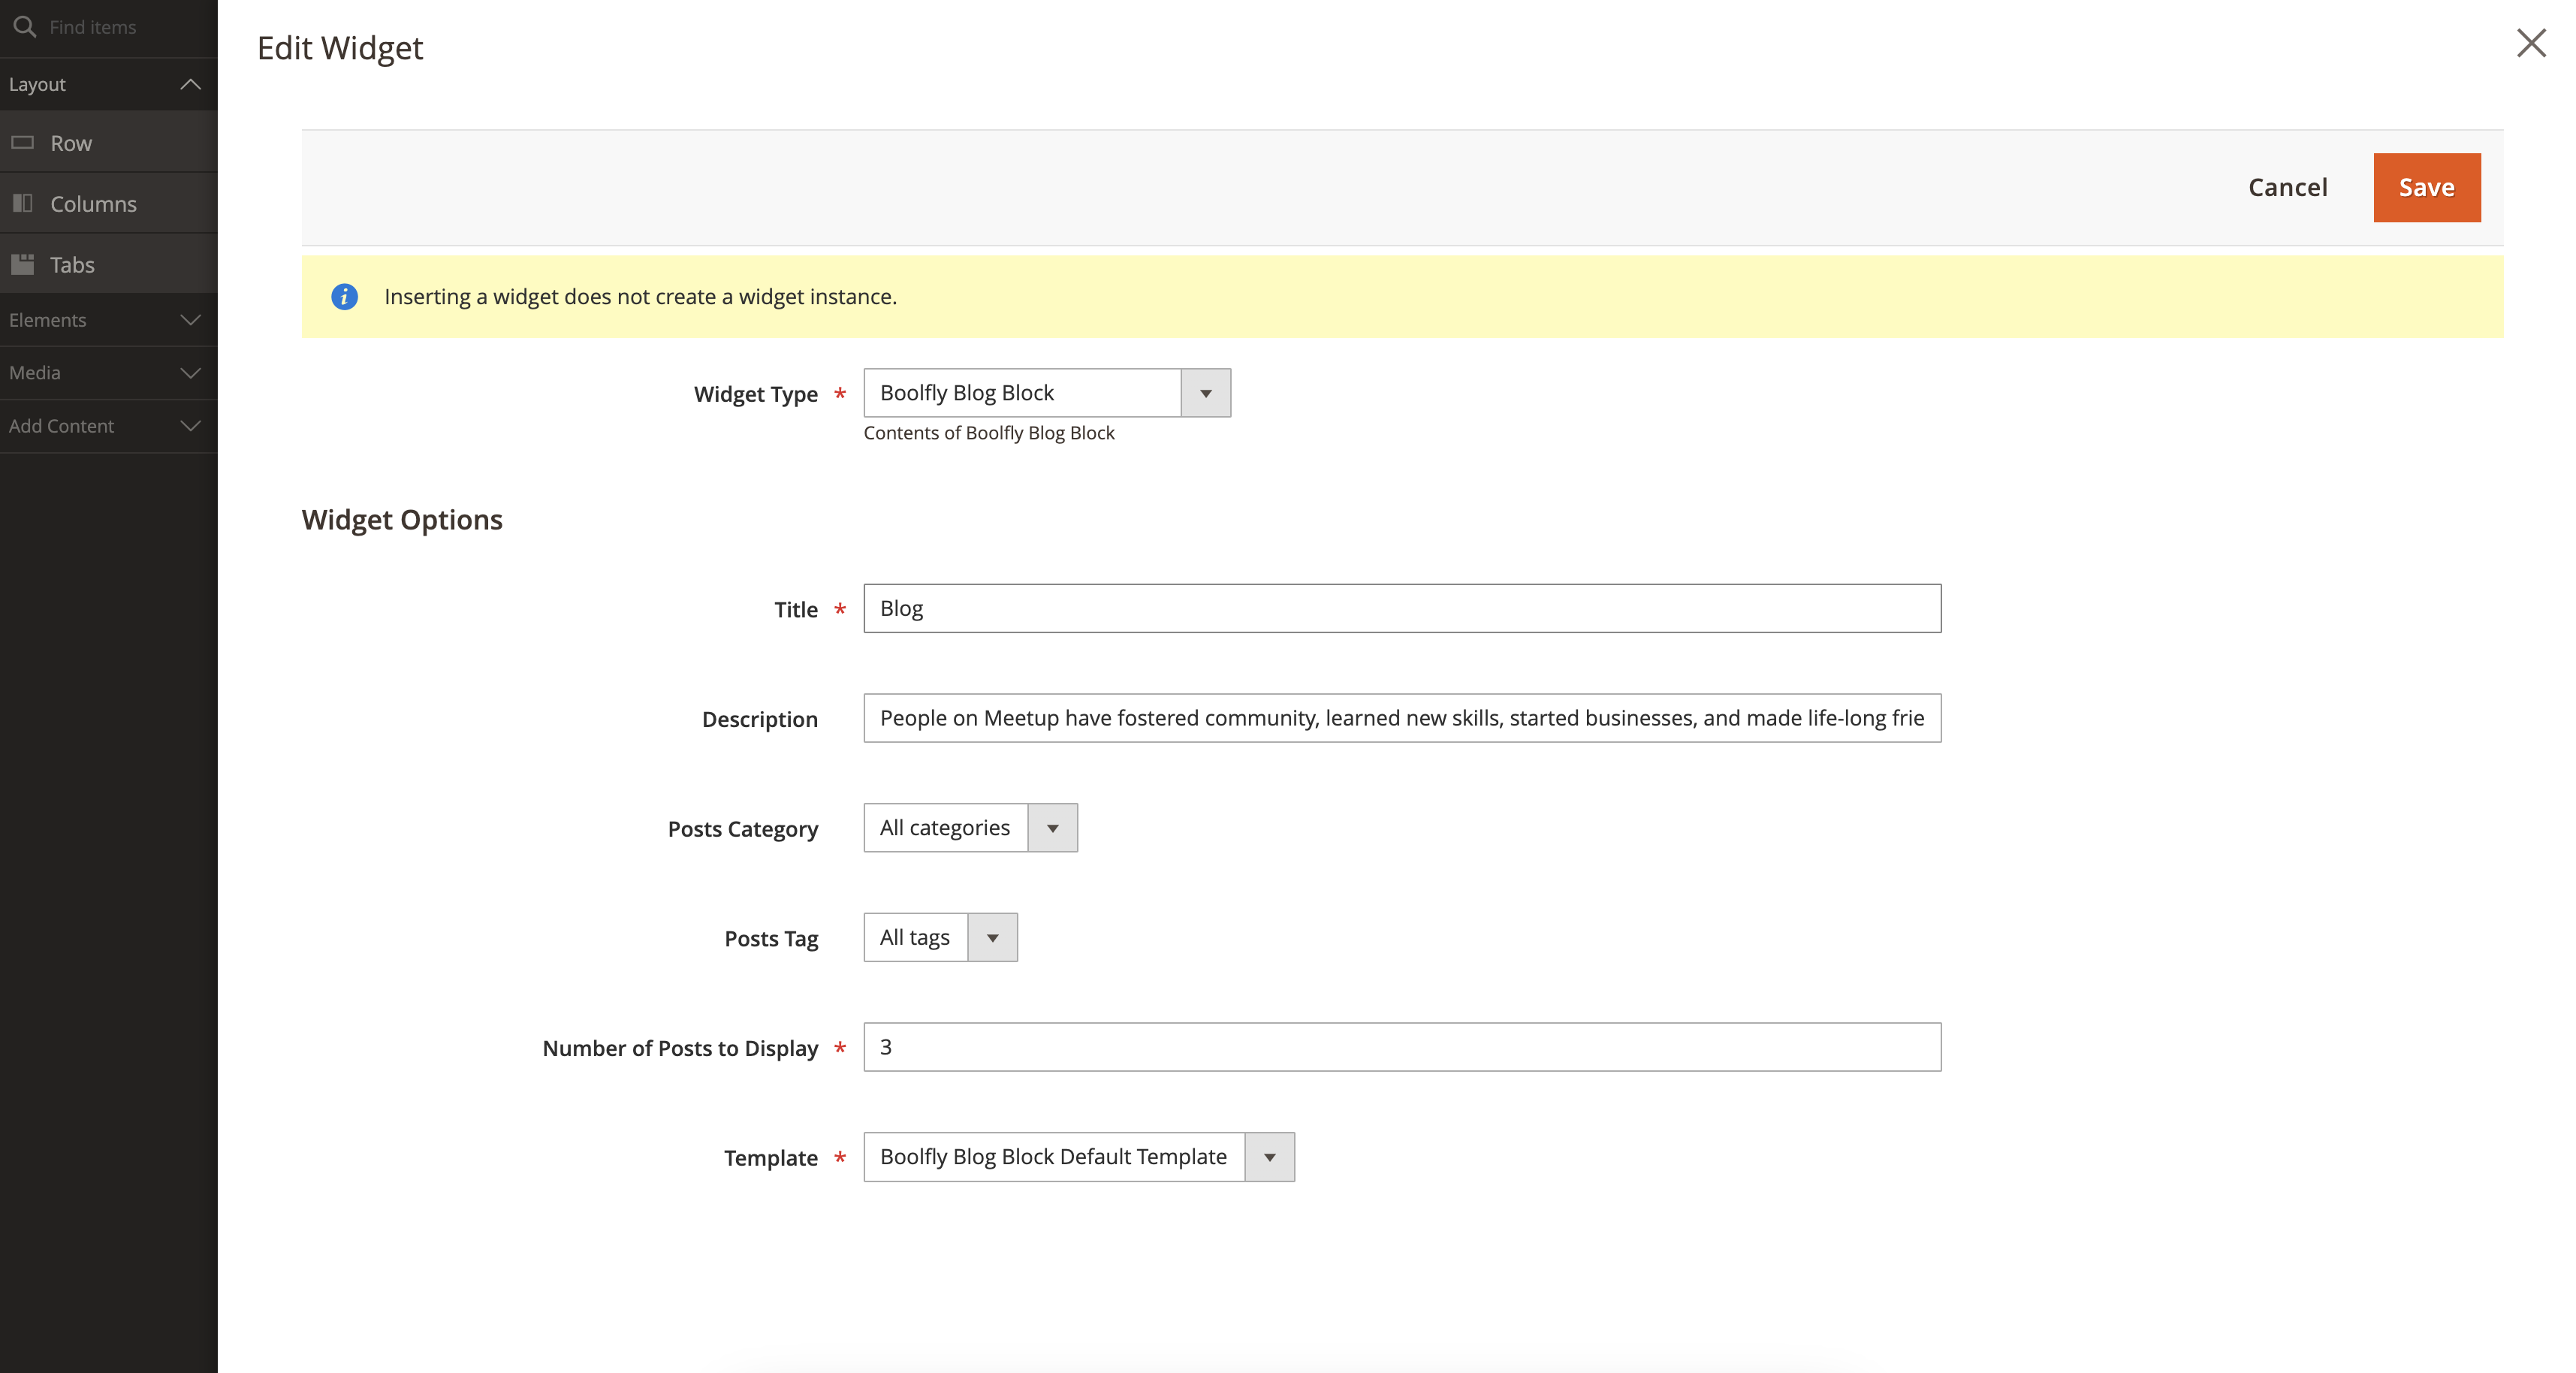 Find items
Layout
Row
Columns
Tabs
Elements
Media
Add Content
Edit Widget
Cancel
Save
Inserting a widget does not create a widget instance.
Widget Type * Boolfly Blog Block
Contents of Boolfly Blog Block
Widget Options
Title * Blog
Description People on Meetup have fostered community, learned new skills, started businesses, and made life-long frie
Posts Category All categories
Posts Tag All tags
Number of Posts to Display * 3
Template * Boolfly Blog Block Default Template